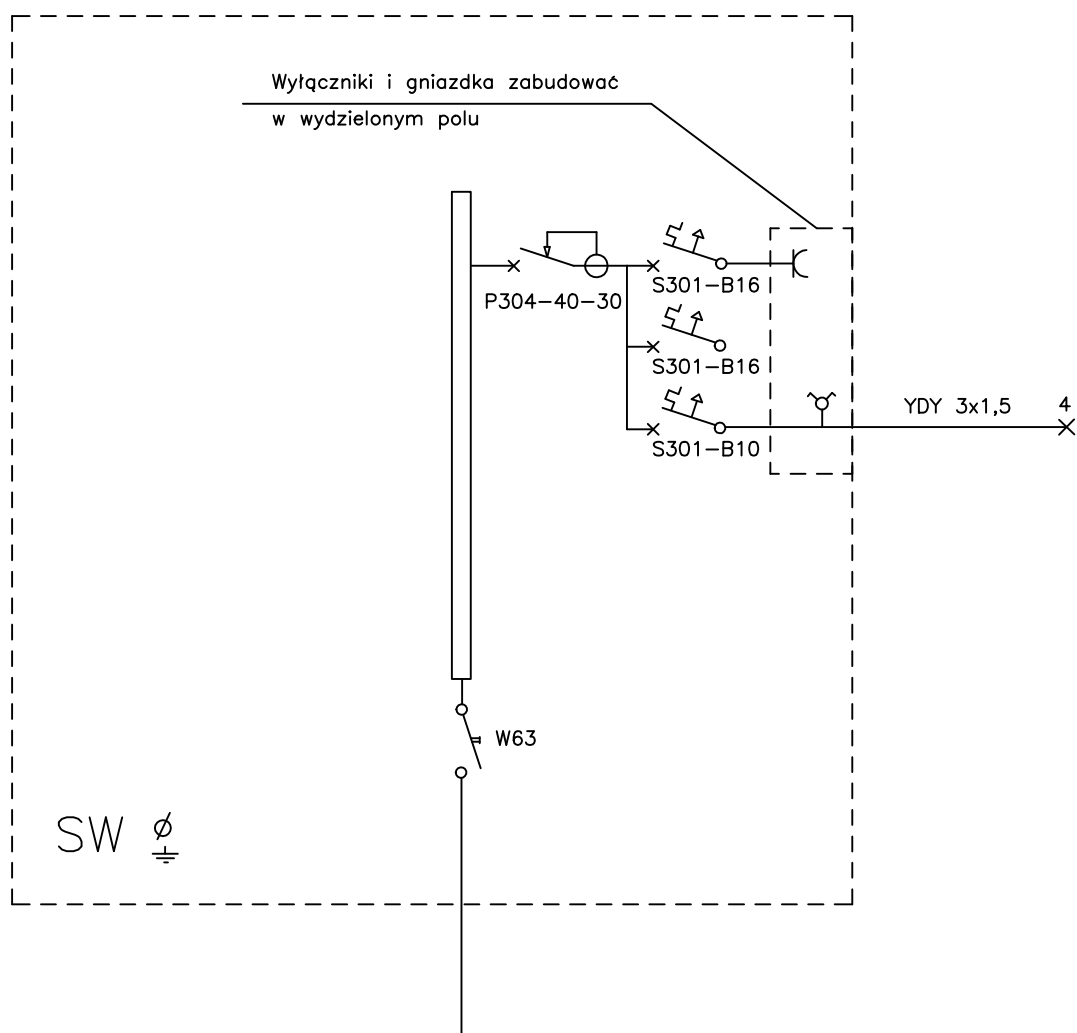 Wyłączniki i gniazdka zabudować
w wydzielonym polu
P304-40-30
S301-B16
S301-B16
S301-B10
YDY 3x1,5
4
W63
SW